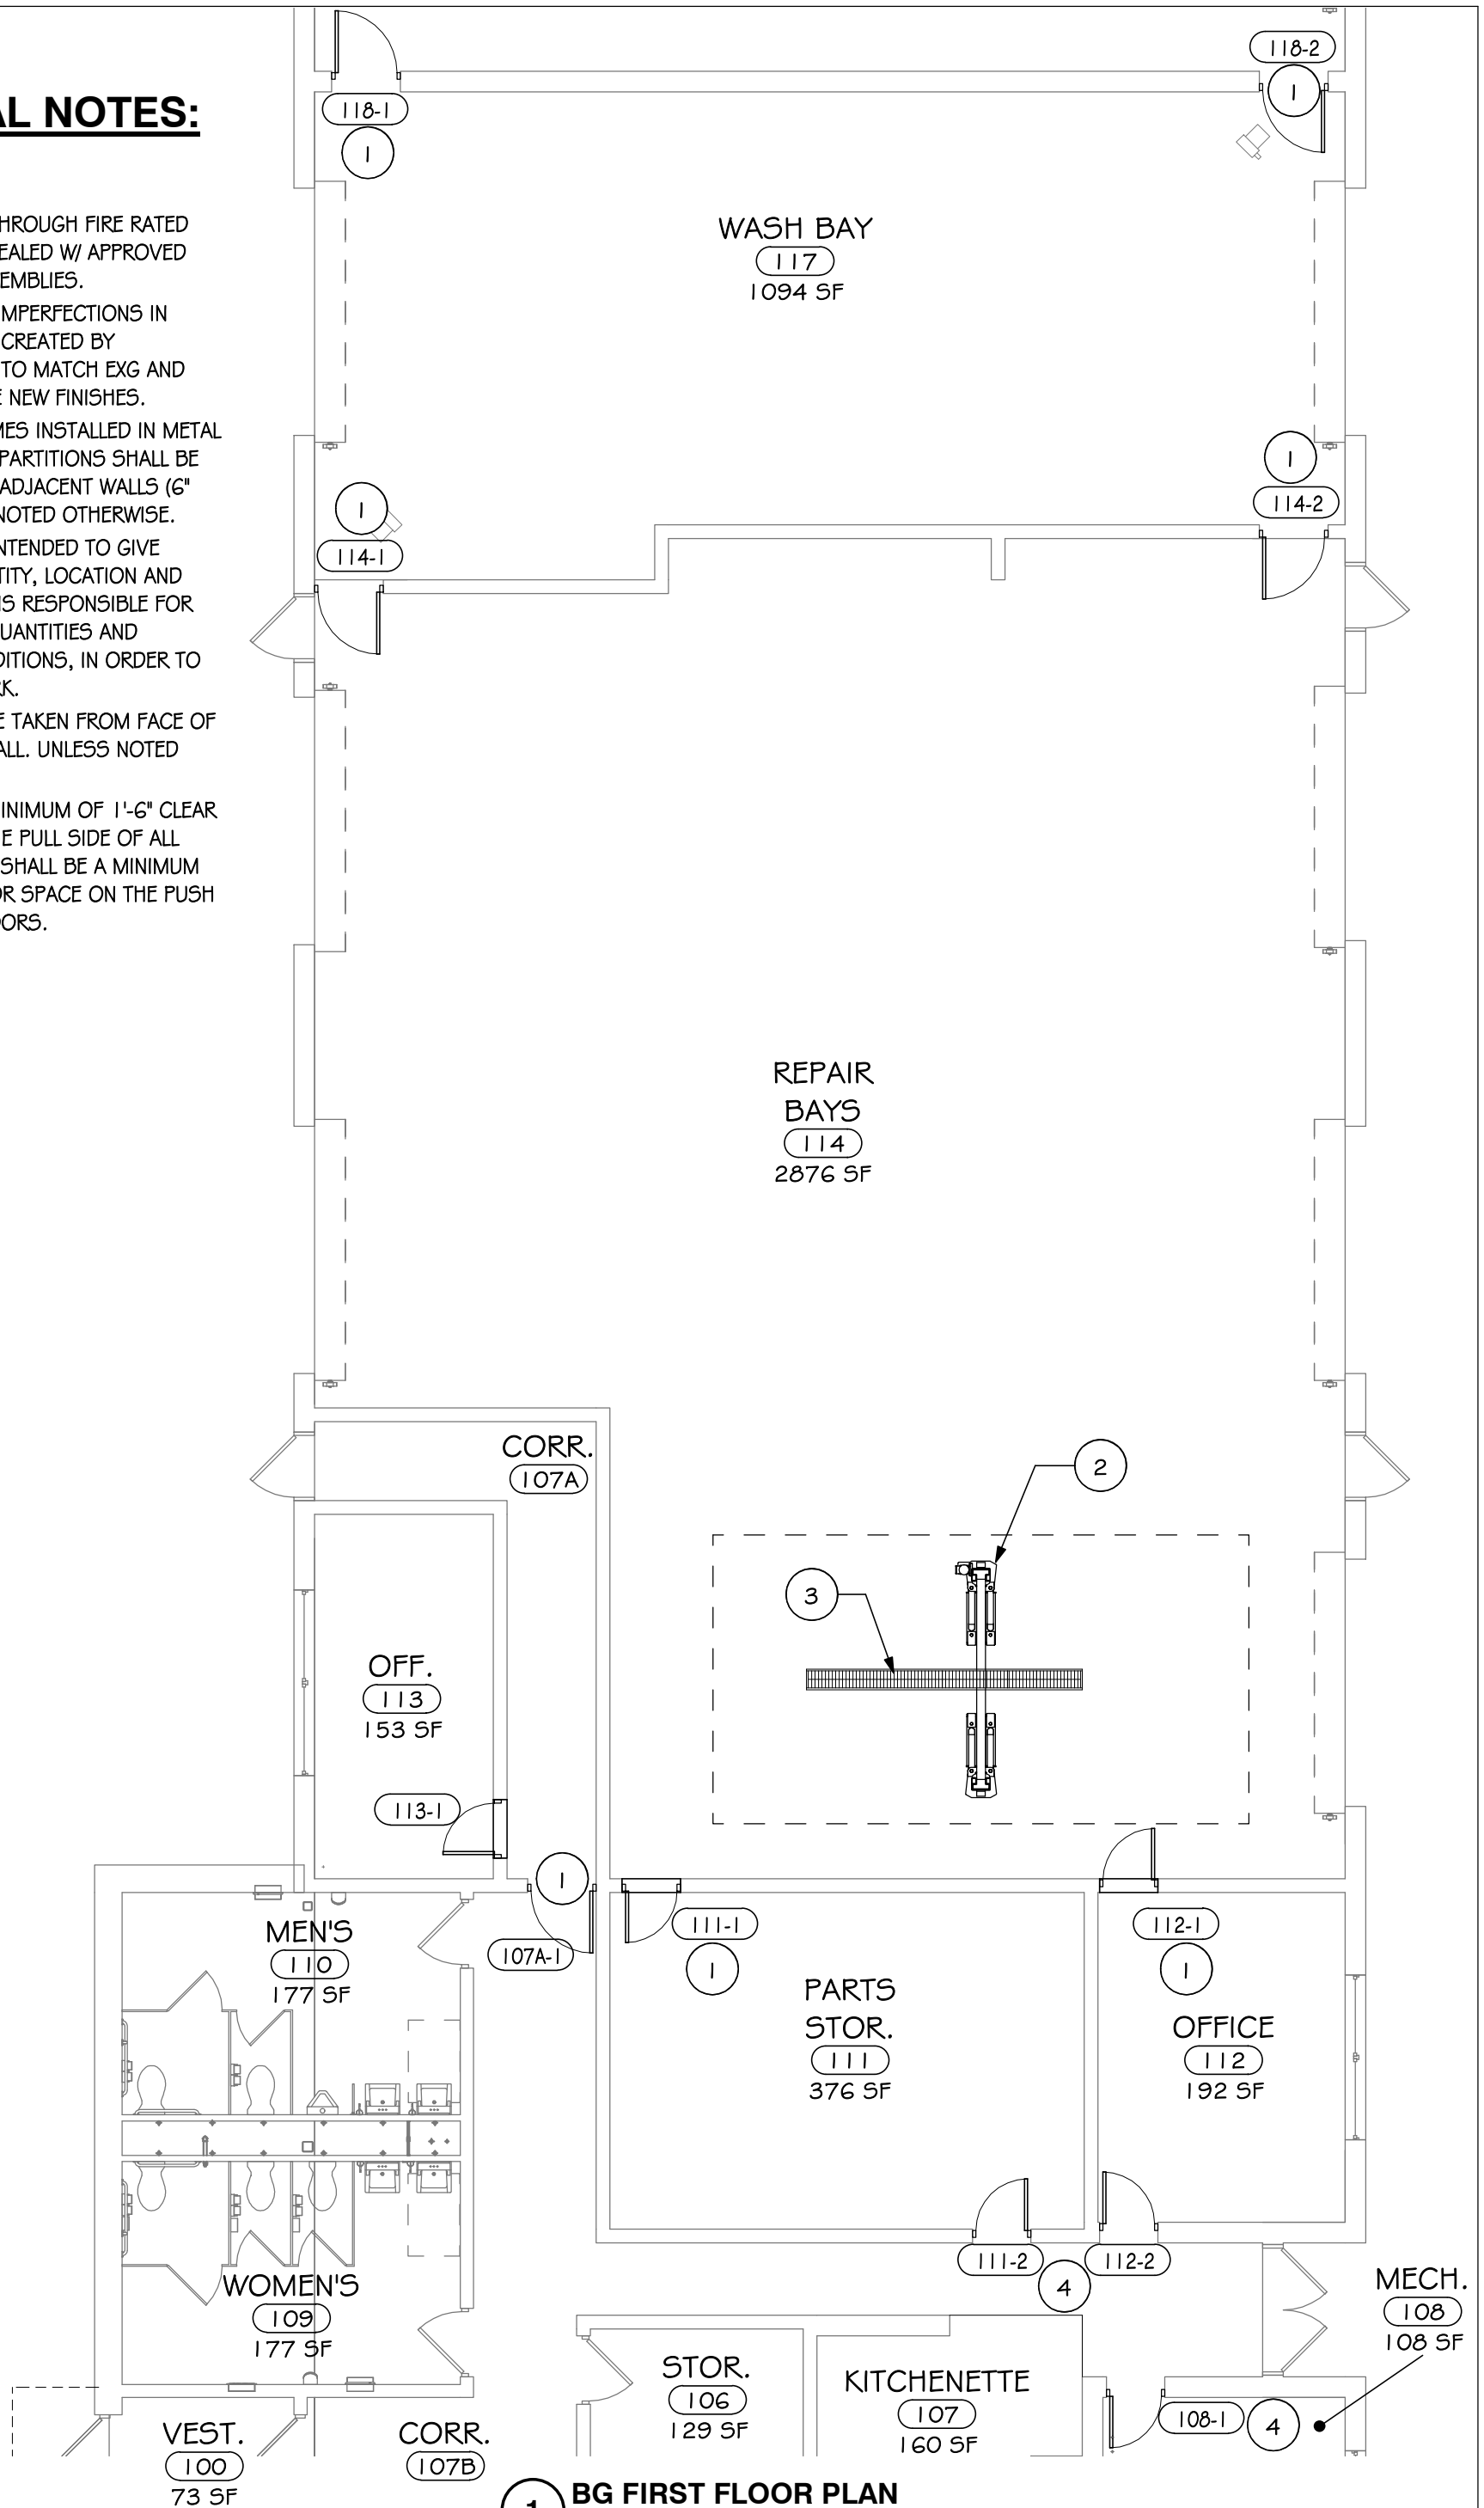 AL NOTES:
HROUGH FIRE RATED
EALED W/ APPROVED
EMBLIES.
MPERFECTIONS IN
CREATED BY
TO MATCH EXG AND
E NEW FINISHES.
MES INSTALLED IN METAL
PARTITIONS SHALL BE
ADJACENT WALLS (6"
NOTED OTHERWISE.
NTENDED TO GIVE
TITY, LOCATION AND
IS RESPONSIBLE FOR
UANTITIES AND
DITIONS, IN ORDER TO
RK.
E TAKEN FROM FACE OF
ALL. UNLESS NOTED
INIMUM OF 1'-6" CLEAR
E PULL SIDE OF ALL
SHALL BE A MINIMUM
OR SPACE ON THE PUSH
OORS.
118-1
1
118-2
1
WASH BAY
117
1094 SF
1
114-1
1
114-2
REPAIR
BAYS
114
2876 SF
CORR.
107A
2
3
OFF.
113
153 SF
113-1
1
107A-1
111-1
1
112-1
1
MEN'S
110
177 SF
PARTS
STOR.
111
376 SF
OFFICE
112
192 SF
111-2
112-2
4
WOMEN'S
109
177 SF
MECH.
108
108 SF
STOR.
106
129 SF
KITCHENETTE
107
160 SF
108-1
4
VEST.
100
73 SF
CORR.
107B
1
BG FIRST FLOOR PLAN